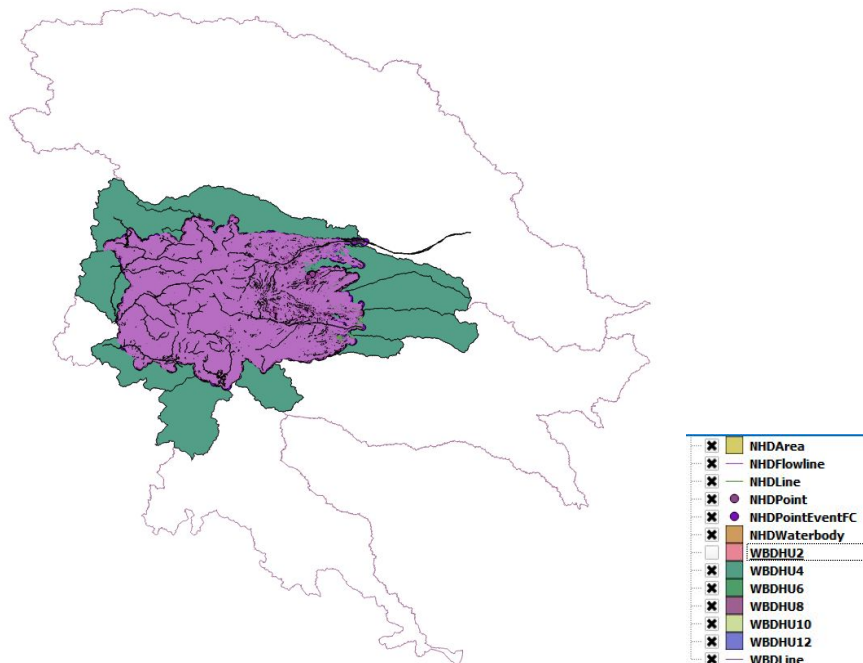 NHDArea
NHDFlowline
NHDLine
NHDPoint
NHDPointEventFC
NHDWaterbody
WBDHU2
WBDHU4
WBDHU6
WBDHU8
WBDHU10
WBDHU12
WBDLine